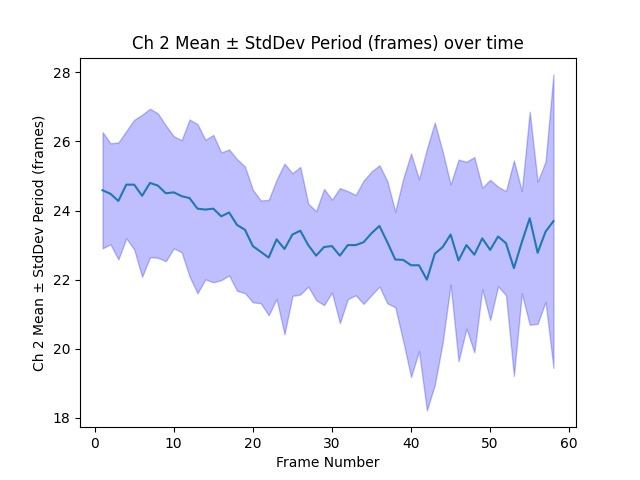 Ch 2 Mean ± StdDev Period (frames) over time
Ch 2 Mean ± StdDev Period (frames)
28
26
24
22
20
18
0 10 20 30 40 50 60
Frame Number